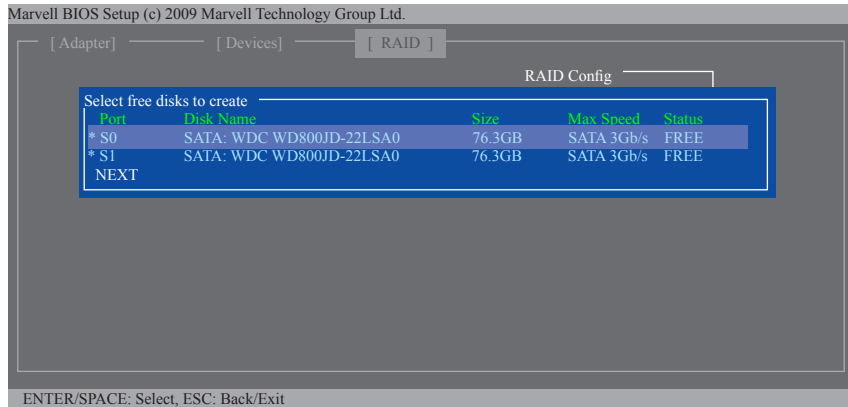 Marvell BIOS Setup (c) 2009 Marvell Technology Group Ltd.
[ Adapter] [ Devices] [ RAID ]
RAID Config
Select free disks to create
Port Disk Name Size Max Speed Status
* S0 SATA: WDC WD800JD-22LSA0 76.3GB SATA 3Gb/s FREE
* S1 SATA: WDC WD800JD-22LSA0 76.3GB SATA 3Gb/s FREE
NEXT
ENTER/SPACE: Select, ESC: Back/Exit